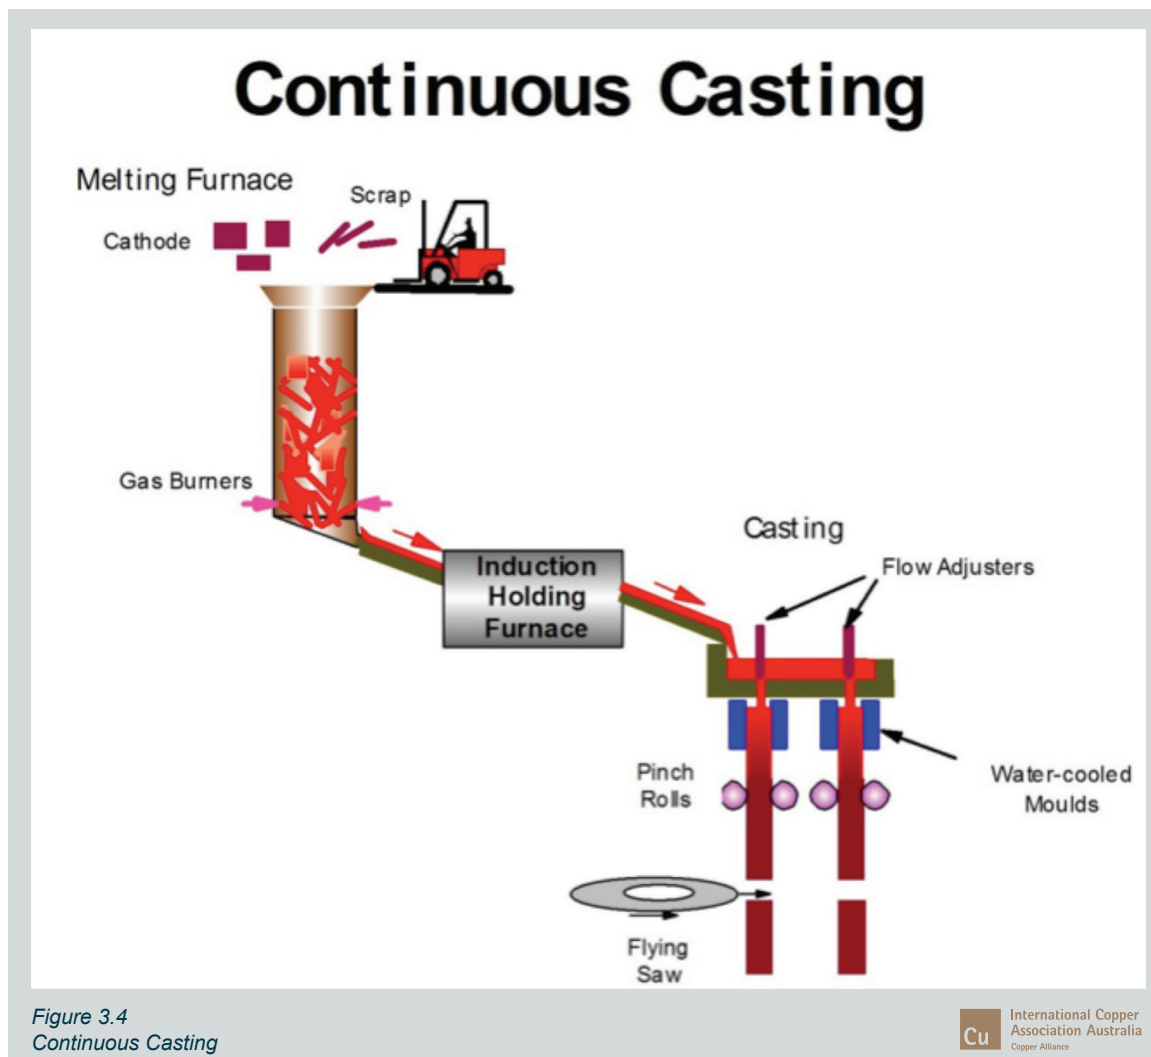 Continuous Casting
Melting Furnace
Scrap
Cathode
Gas Burners
Induction
Holding
Furnace
Casting
Flow Adjusters
Pinch
Rolls
Water-cooled
Moulds
Flying
Saw
Figure 3.4
Continuous Casting
Cu
International Copper
Association Australia
Copper Alliance